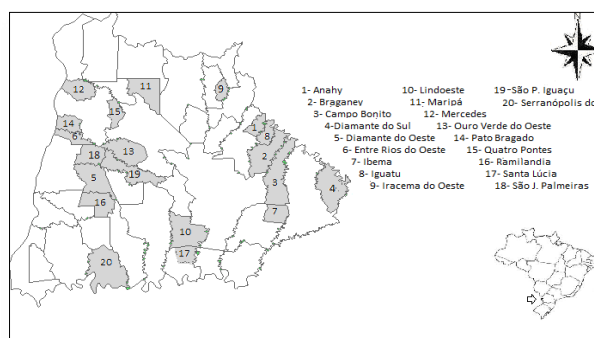 N
1- Anahy 10- Lindoeste 19-São P. Iguaçu
2- Braganey 11- Maripá 20- Serranópolis do
3- Campo Bonito 12- Mercedes
4-Diamante do Sul 13- Ouro Verde do Oeste
5- Diamante do Oeste 14- Pato Bragado
6- Entre Rios do Oeste 15- Quatro Pontes
7- Ibema 16- Ramilandia
8- Iguatu 17- Santa Lúcia
9- Iracema do Oeste 18- São J. Palmeiras
12
11
9
15
14
1
6
8
18
13
2
19
5
3
4
16
7
10
17
20